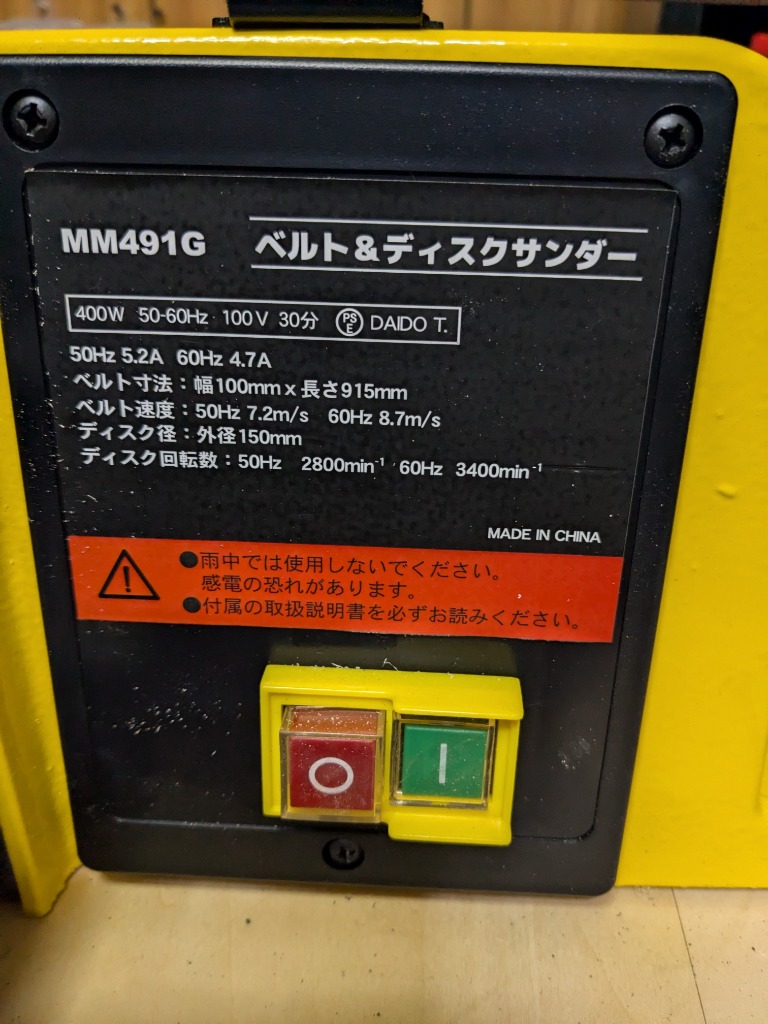 MM491G ベルト&ディスクサンダー
400W 50-60Hz 100V 30分 PSE DAIDO T.
50Hz 5.2A 60Hz 4.7A
ベルト寸法：幅100mm x 長さ915mm
ベルト速度：50Hz 7.2m/s 60Hz 8.7m/s
ディスク径：外径150mm
ディスク回転数：50Hz 2800min⁻¹ 60Hz 3400min⁻¹
MADE IN CHINA
●雨中では使用しないでください。
感電の恐れがあります。
●付属の取扱説明書を必ずお読みください。
O I